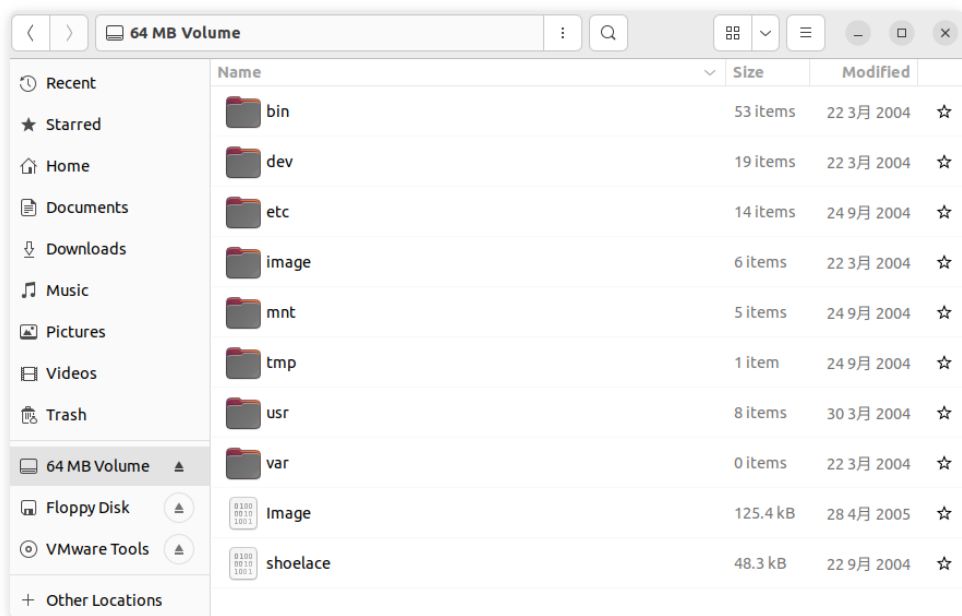 64 MB Volume
Name Size Modified
Recent
Starred
Home
Documents
Downloads
Music
Pictures
Videos
Trash
64 MB Volume
Floppy Disk
VMware Tools
+ Other Locations
bin 53 items 22 3月 2004
dev 19 items 22 3月 2004
etc 14 items 24 9月 2004
image 6 items 22 3月 2004
mnt 5 items 24 9月 2004
tmp 1 item 24 9月 2004
usr 8 items 30 3月 2004
var 0 items 22 3月 2004
Image 125.4 kB 28 4月 2005
shoelace 48.3 kB 22 9月 2004